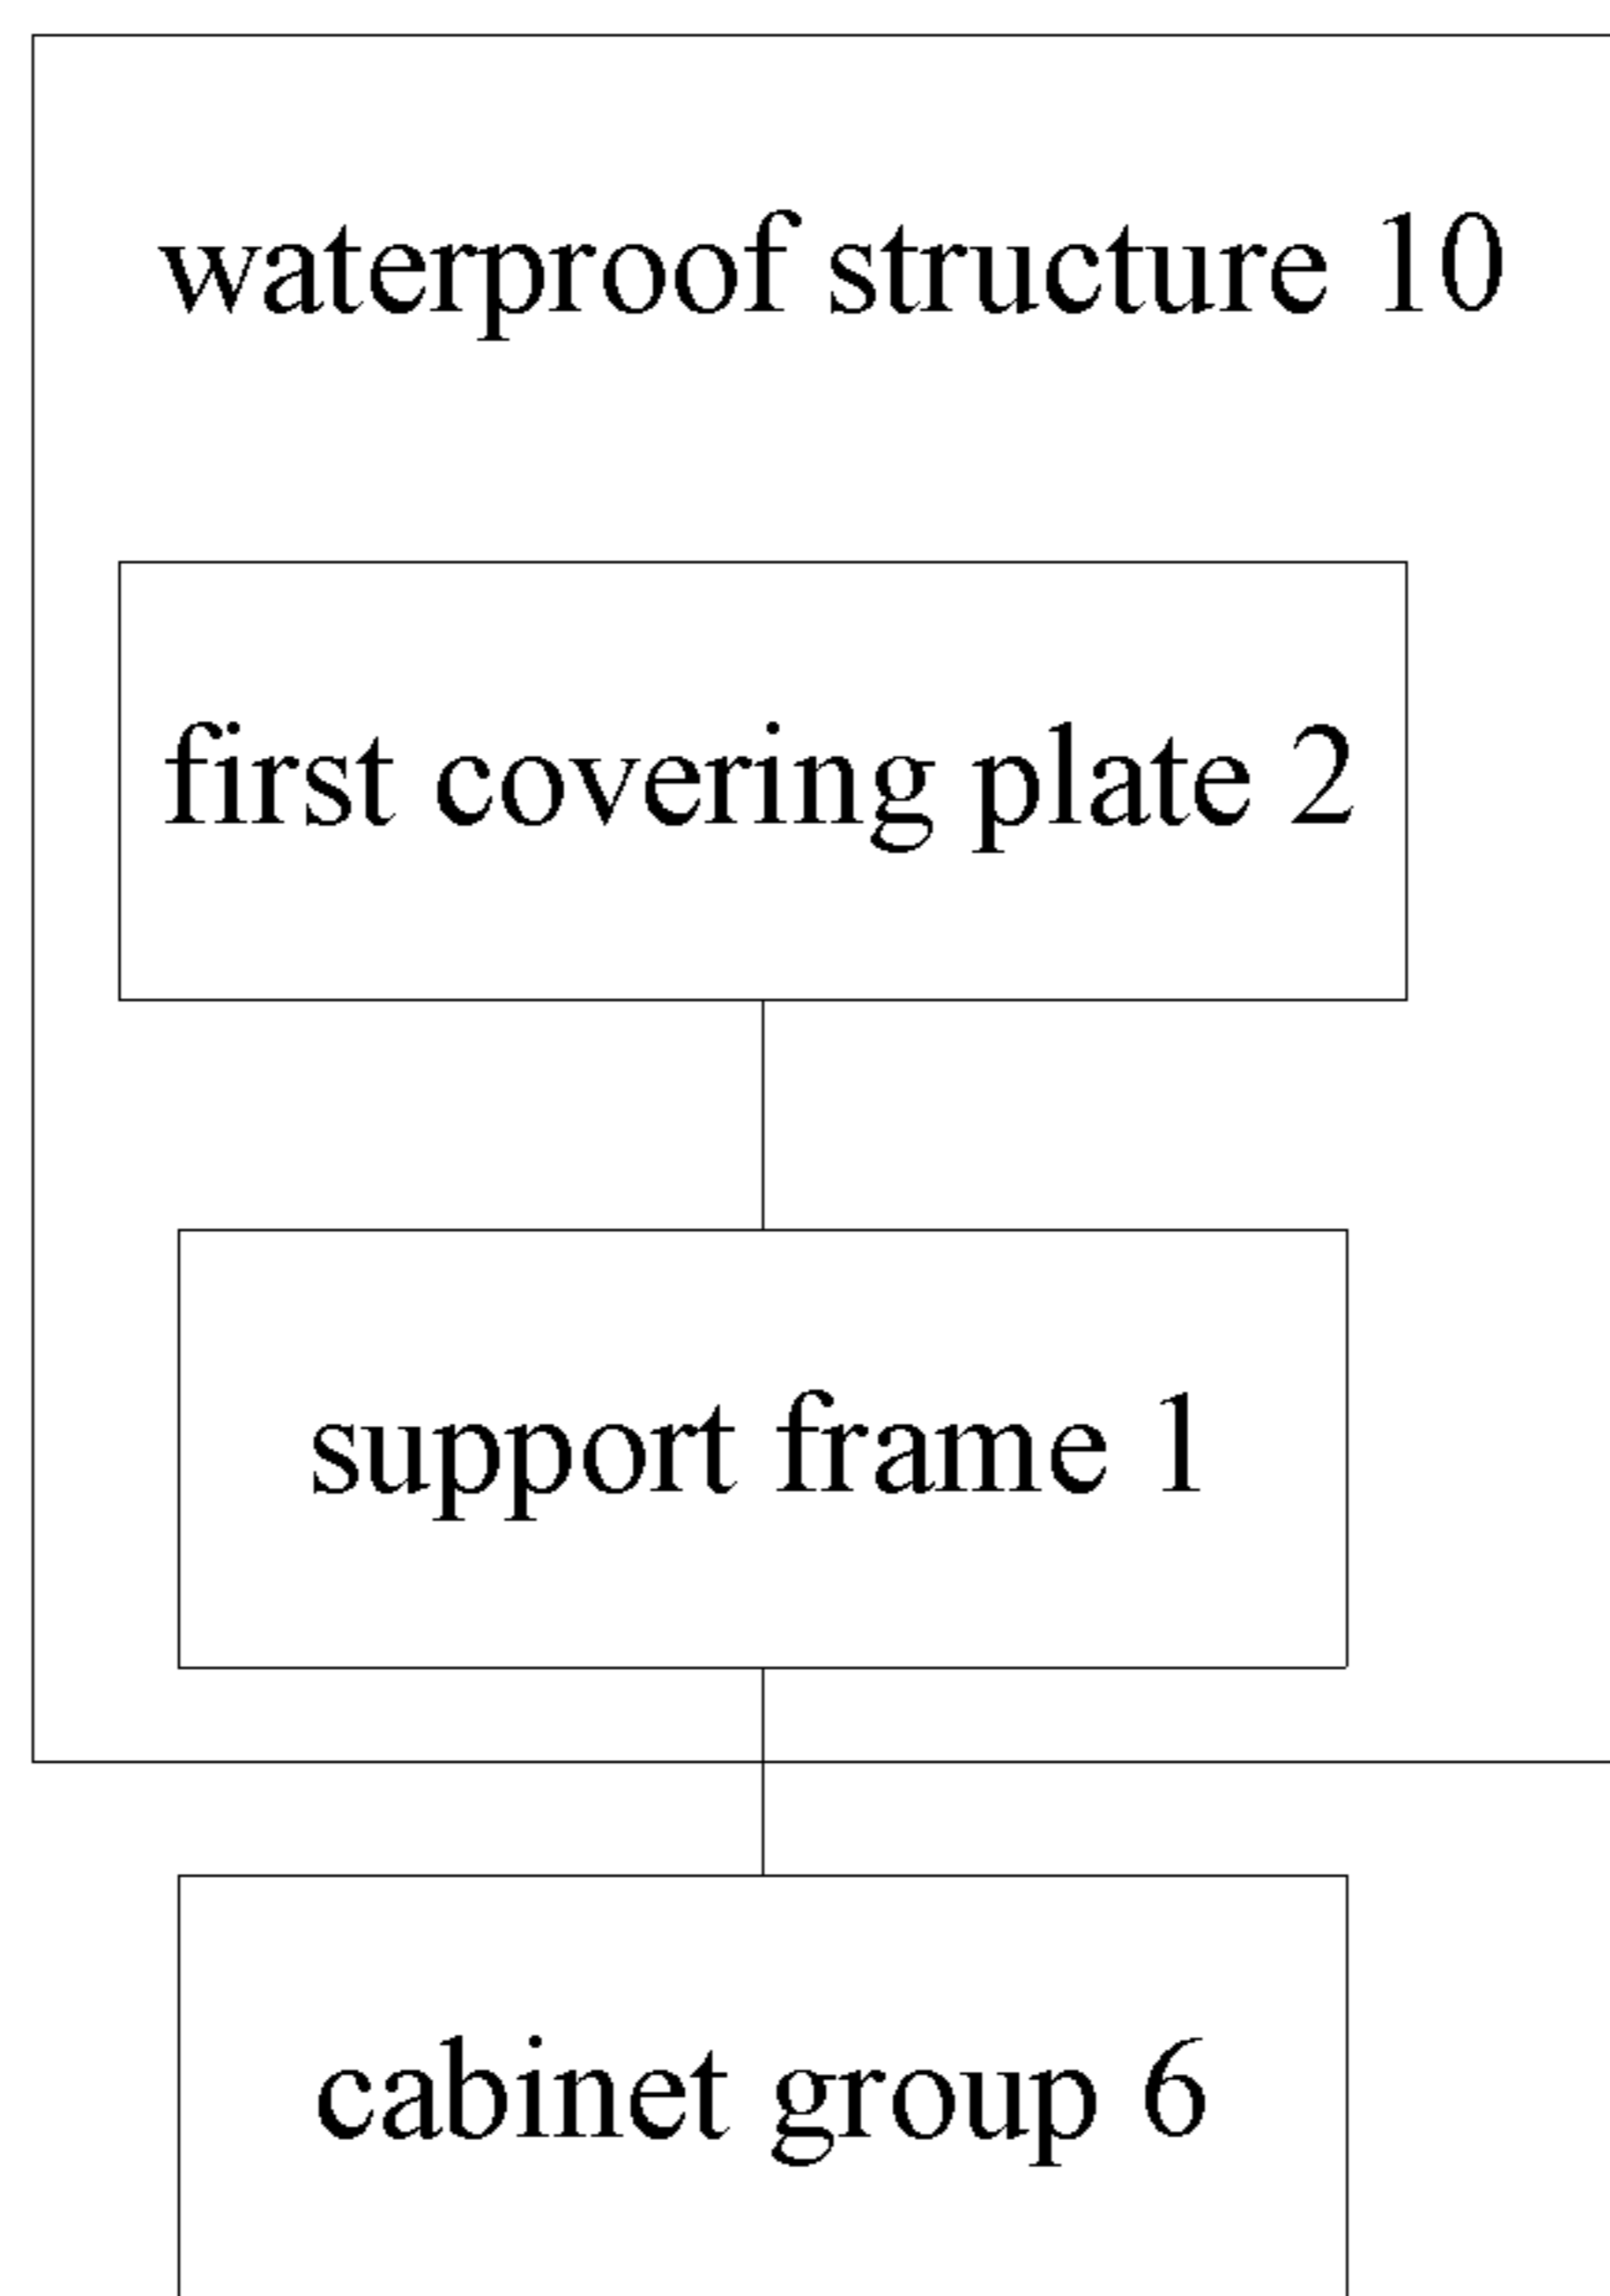 waterproof structure 10
first covering plate 2
support frame 1
cabinet group 6